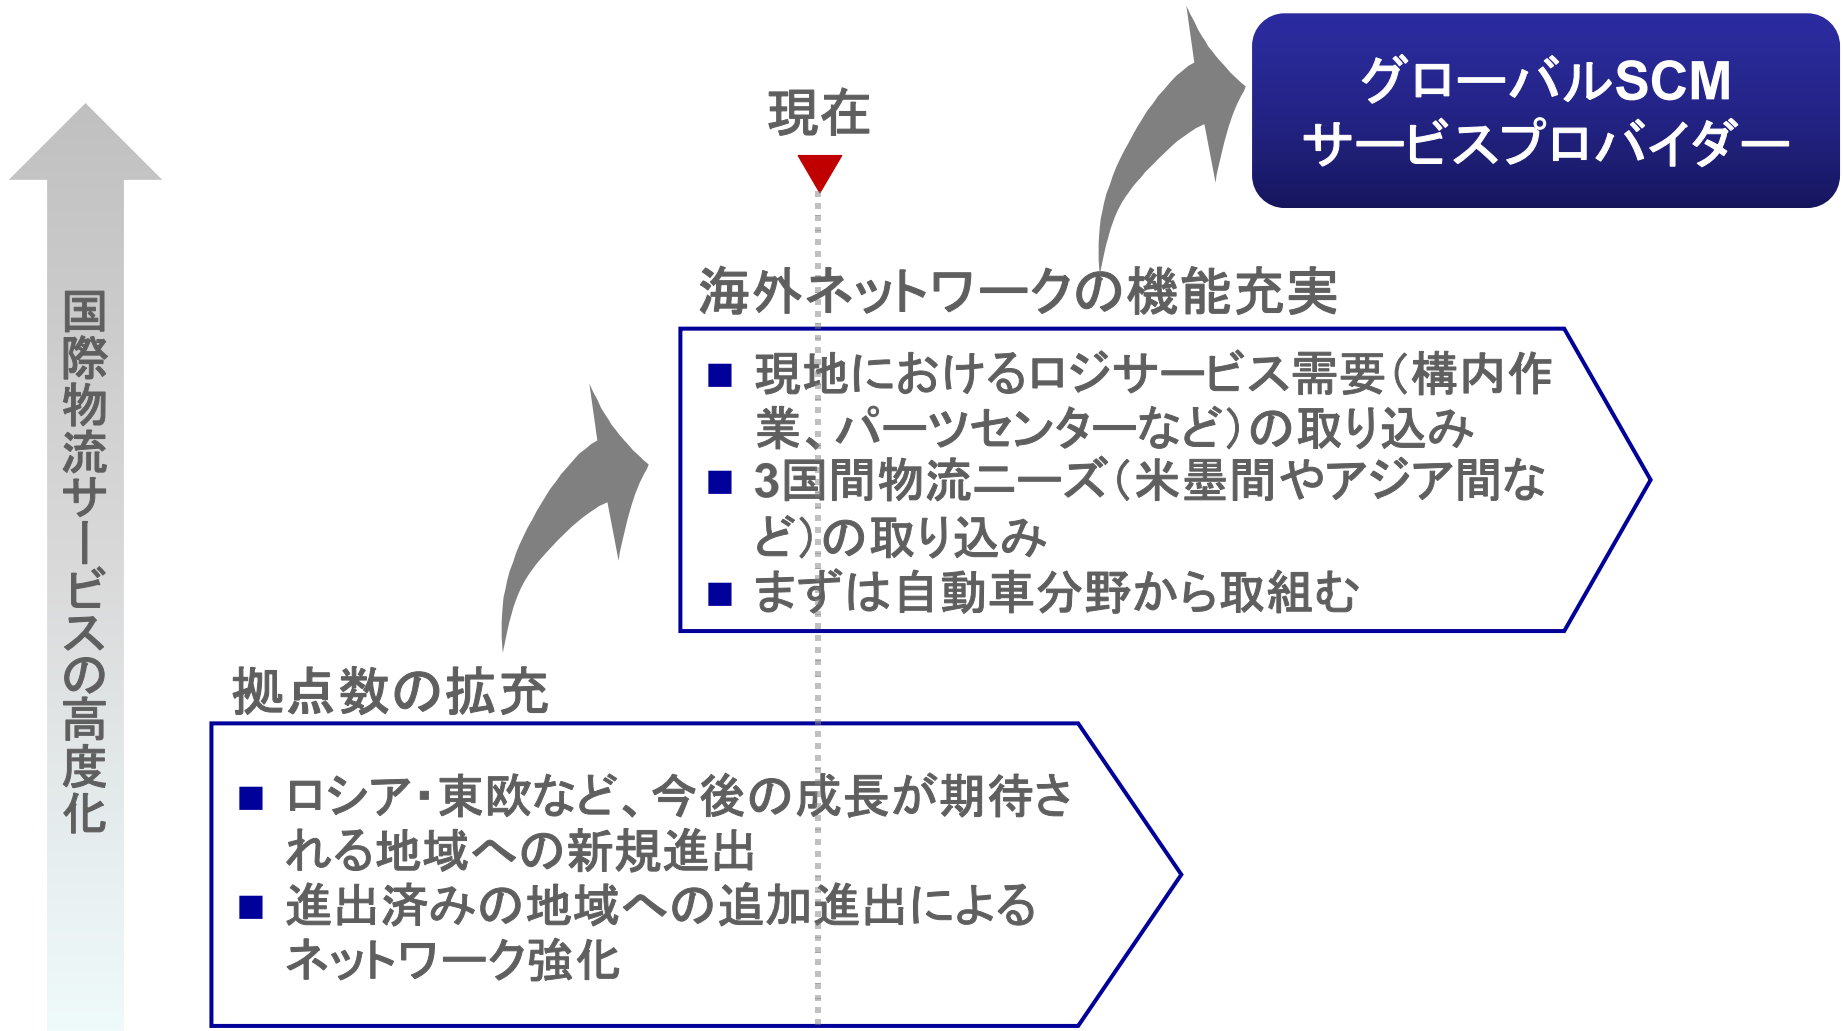 グローバルSCM
サービスプロバイダー
現在
国際物流サービスの高度化
海外ネットワークの機能充実
■ 現地におけるロジサービス需要（構内作
業、パーツセンターなど）の取り込み
■ 3国間物流ニーズ（米墨間やアジア間な
ど）の取り込み
■ まずは自動車分野から取組む
拠点数の拡充
■ ロシア・東欧など、今後の成長が期待さ
れる地域への新規進出
■ 進出済みの地域への追加進出による
ネットワーク強化